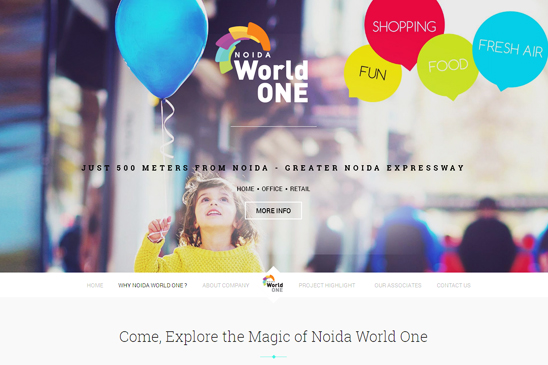 SHOPPING
FUN
FOOD
FRESH AIR
NOIDA
World
ONE
JUST 500 METERS FROM NOIDA - GREATER NOIDA EXPRESSWAY
HOME • OFFICE • RETAIL
MORE INFO
HOME WHY NOIDA WORLD ONE ? ABOUT COMPANY World ONE PROJECT HIGHLIGHT OUR ASSOCIATES CONTACT US
Come, Explore the Magic of Noida World One